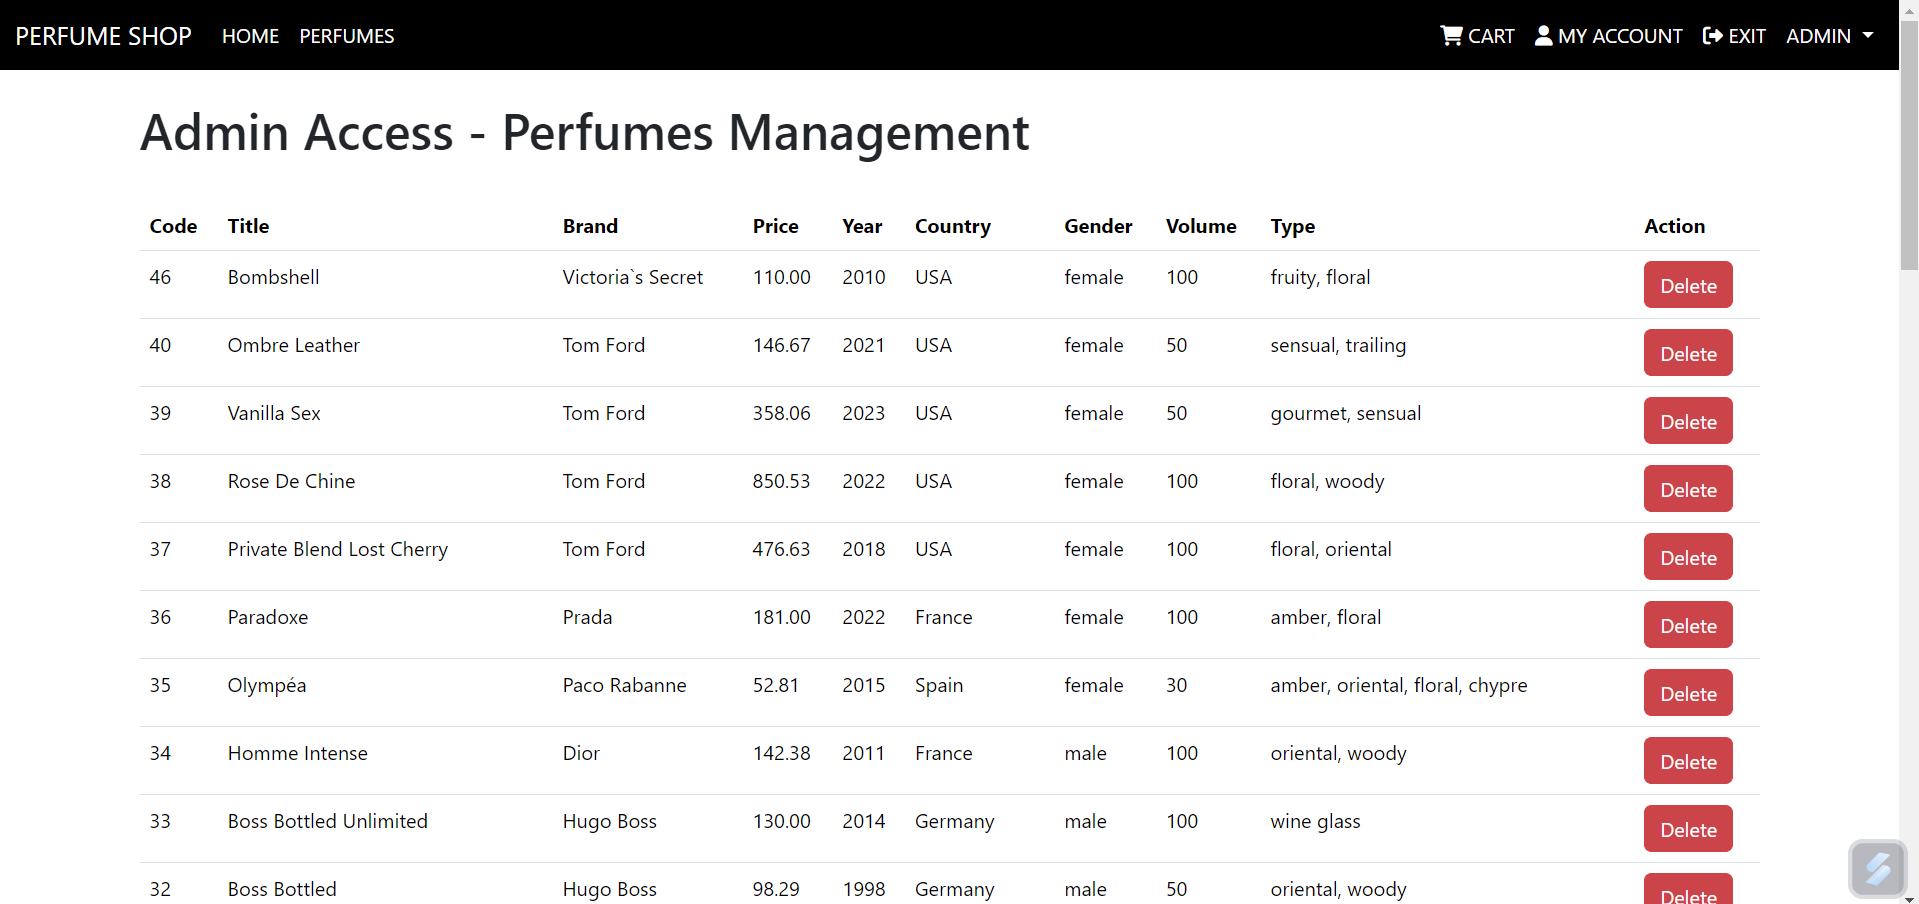 PERFUME SHOP HOME PERFUMES CART MY ACCOUNT EXIT ADMIN
Admin Access - Perfumes Management
Code Title Brand Price Year Country Gender Volume Type Action
46 Bombshell Victoria`s Secret 110.00 2010 USA female 100 fruity, floral Delete
40 Ombre Leather Tom Ford 146.67 2021 USA female 50 sensual, trailing Delete
39 Vanilla Sex Tom Ford 358.06 2023 USA female 50 gourmet, sensual Delete
38 Rose De Chine Tom Ford 850.53 2022 USA female 100 floral, woody Delete
37 Private Blend Lost Cherry Tom Ford 476.63 2018 USA female 100 floral, oriental Delete
36 Paradoxe Prada 181.00 2022 France female 100 amber, floral Delete
35 Olympéa Paco Rabanne 52.81 2015 Spain female 30 amber, oriental, floral, chypre Delete
34 Homme Intense Dior 142.38 2011 France male 100 oriental, woody Delete
33 Boss Bottled Unlimited Hugo Boss 130.00 2014 Germany male 100 wine glass Delete
32 Boss Bottled Hugo Boss 98.29 1998 Germany male 50 oriental, woody Delete